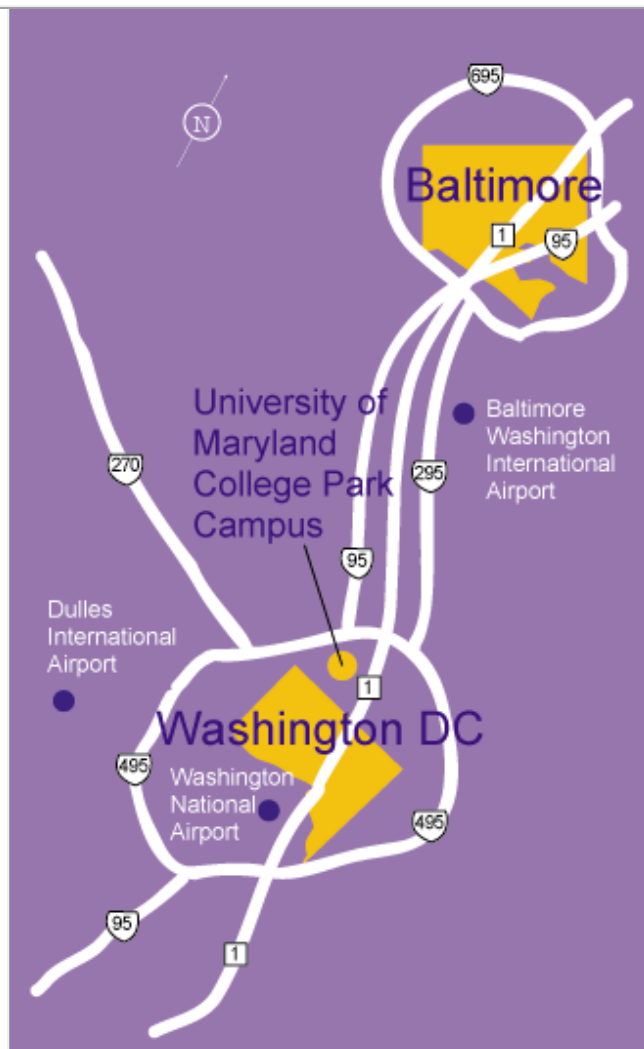 695
N
Baltimore
1
95
University of
Maryland
College Park
Campus
Baltimore
Washington
International
Airport
270
295
95
Dulles
International
Airport
1
Washington DC
495
Washington
National
Airport
495
95
1